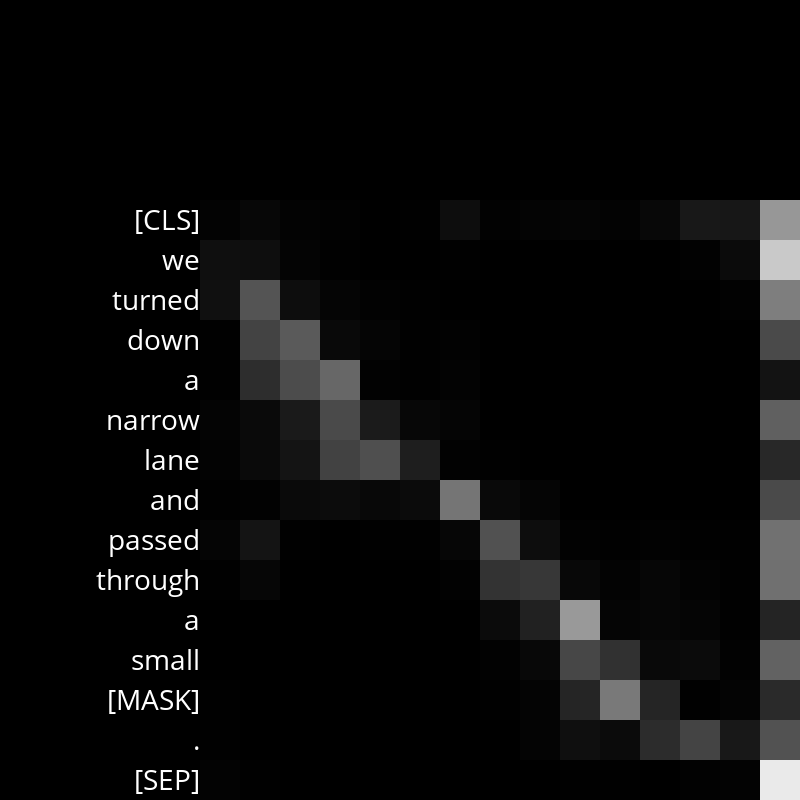 [CLS]
we
turned
down
a
narrow
lane
and
passed
through
a
small
[MASK]
.
[SEP]